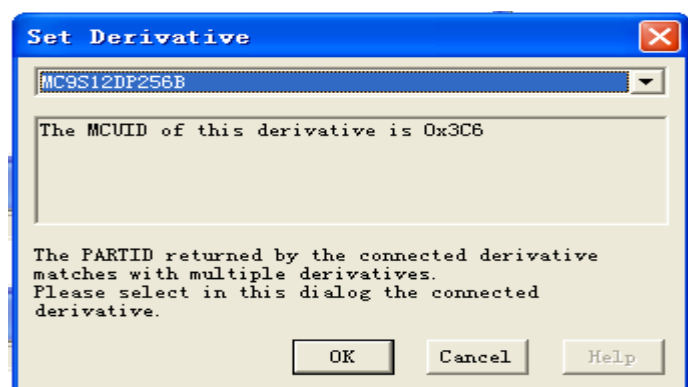 Set Derivative
MC9S12DP256B
The MCUID of this derivative is 0x3C6
The PARTID returned by the connected derivative
matches with multiple derivatives.
Please select in this dialog the connected
derivative.
OK Cancel Help